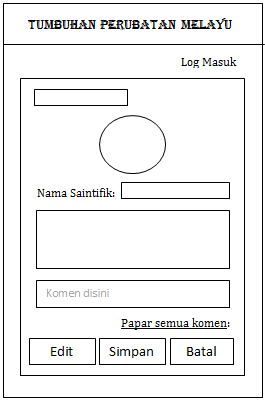 TUMBUHAN PERUBATAN MELAYU
Log Masuk
Nama Saintifik:
Komen disini
Papar semua komen:
Edit Simpan Batal